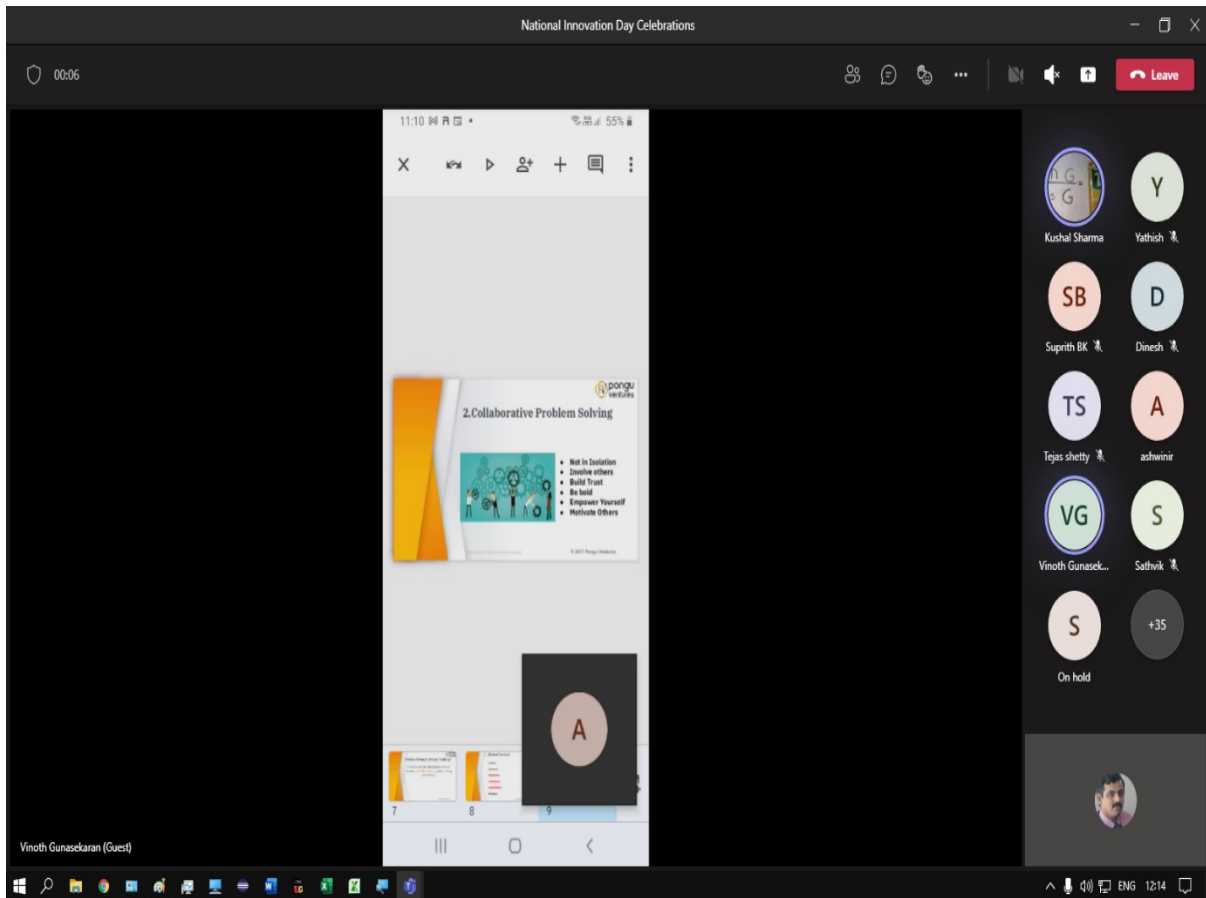 National Innovation Day Celebrations
00:06
Leave
11:10
55%
pongu
ventures
2.Collaborative Problem Solving
• Not in Isolation
• Involve others
• Build Trust
• Be bold
• Empower Yourself
• Motivate Others
A
7
8
9
Vinoth Gunasekaran (Guest)
n G =
s G
Y
Kushal Sharma
Yathish
SB
D
Suprith BK
Dinesh
TS
A
Tejas shetty
ashwinir
VG
S
Vinoth Gunasek...
Sathvik
S
+35
On hold
ENG
12:14